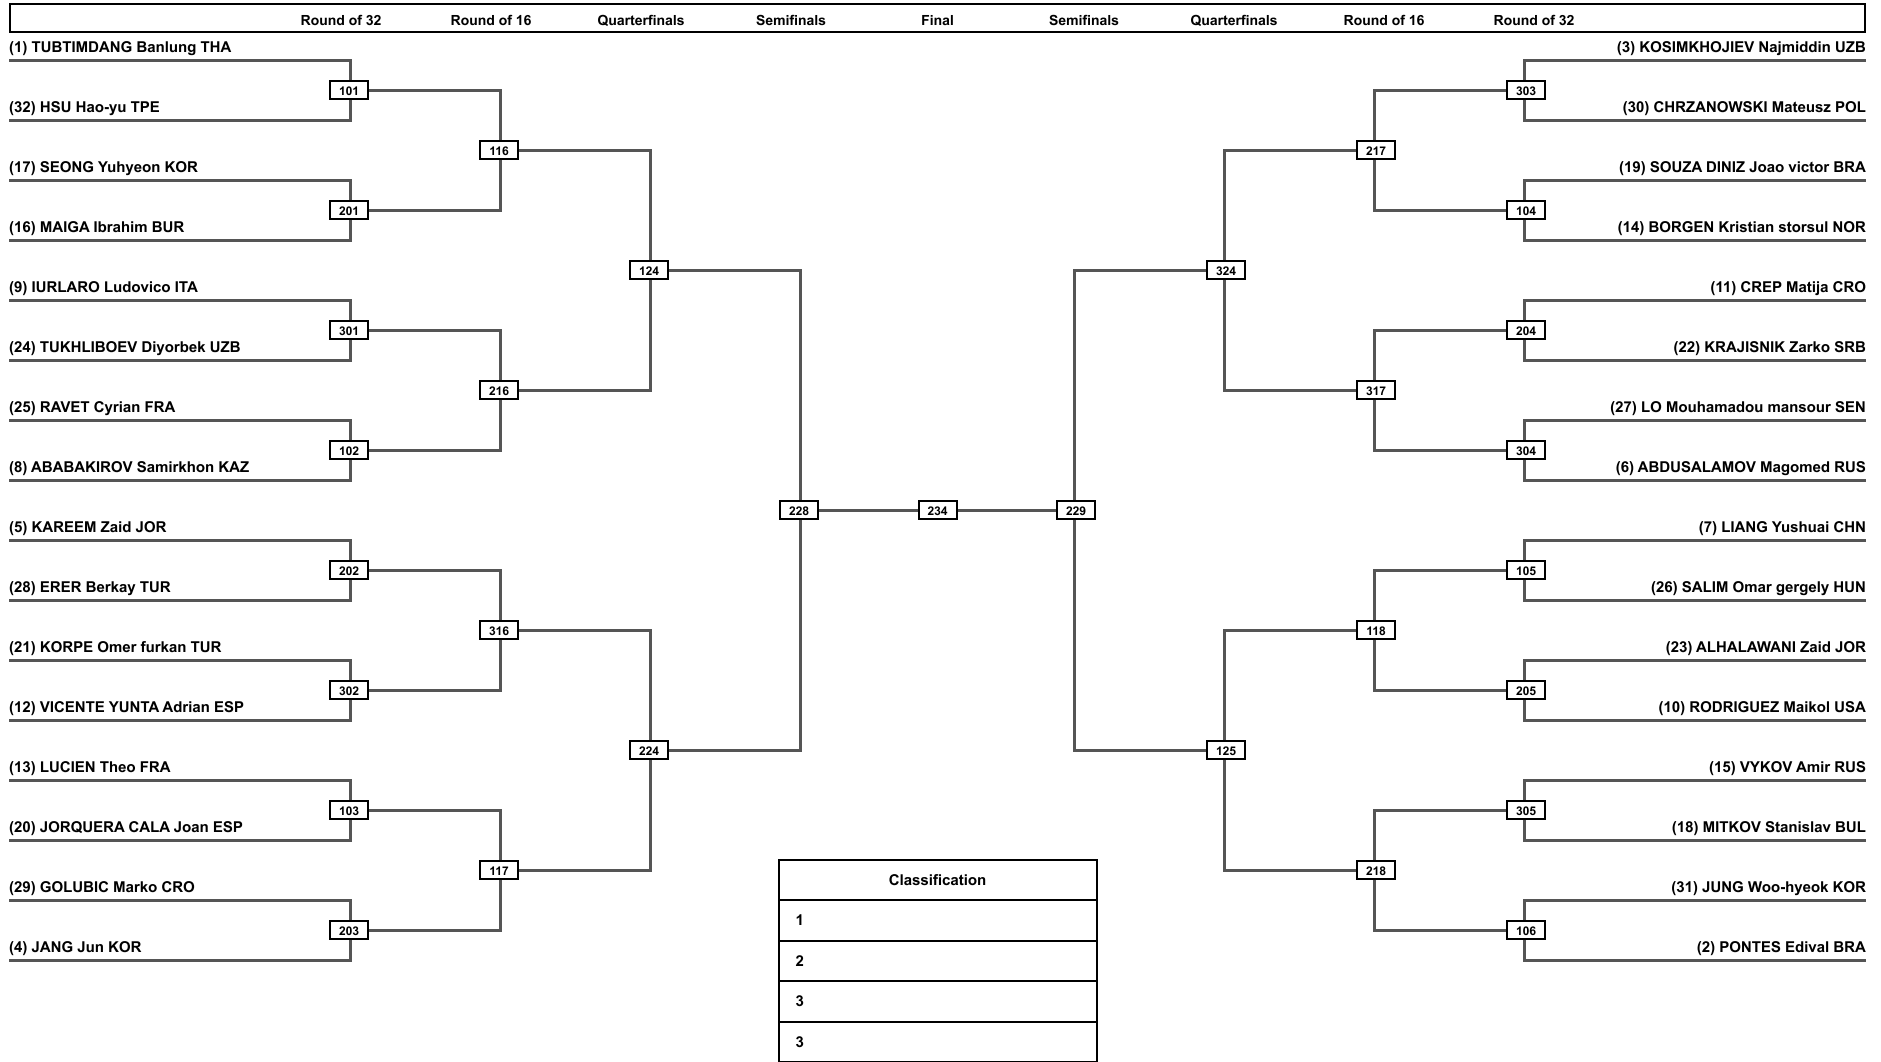 Round of 32 Round of 16 Quarterfinals Semifinals Final Semifinals Quarterfinals Round of 16 Round of 32
(1) TUBTIMDANG Banlung THA (3) KOSIMKHOJIEV Najmiddin UZB
101 303
(32) HSU Hao-yu TPE (30) CHRZANOWSKI Mateusz POL
116 217
(17) SEONG Yuhyeon KOR (19) SOUZA DINIZ Joao victor BRA
201 104
(16) MAIGA Ibrahim BUR (14) BORGEN Kristian storsul NOR
124 324
(9) IURLARO Ludovico ITA (11) CREP Matija CRO
301 204
(24) TUKHLIBOEV Diyorbek UZB (22) KRAJISNIK Zarko SRB
216 317
(25) RAVET Cyrian FRA (27) LO Mouhamadou mansour SEN
102 304
(8) ABABAKIROV Samirkhon KAZ (6) ABDUSALAMOV Magomed RUS
228 234 229
(5) KAREEM Zaid JOR (7) LIANG Yushuai CHN
202 105
(28) ERER Berkay TUR (26) SALIM Omar gergely HUN
316 118
(21) KORPE Omer furkan TUR (23) ALHALAWANI Zaid JOR
302 205
(12) VICENTE YUNTA Adrian ESP (10) RODRIGUEZ Maikol USA
224 125
(13) LUCIEN Theo FRA (15) VYKOV Amir RUS
103 305
(20) JORQUERA CALA Joan ESP (18) MITKOV Stanislav BUL
117 218
(29) GOLUBIC Marko CRO (31) JUNG Woo-hyeok KOR
203 106
(4) JANG Jun KOR (2) PONTES Edival BRA
Classification
1
2
3
3